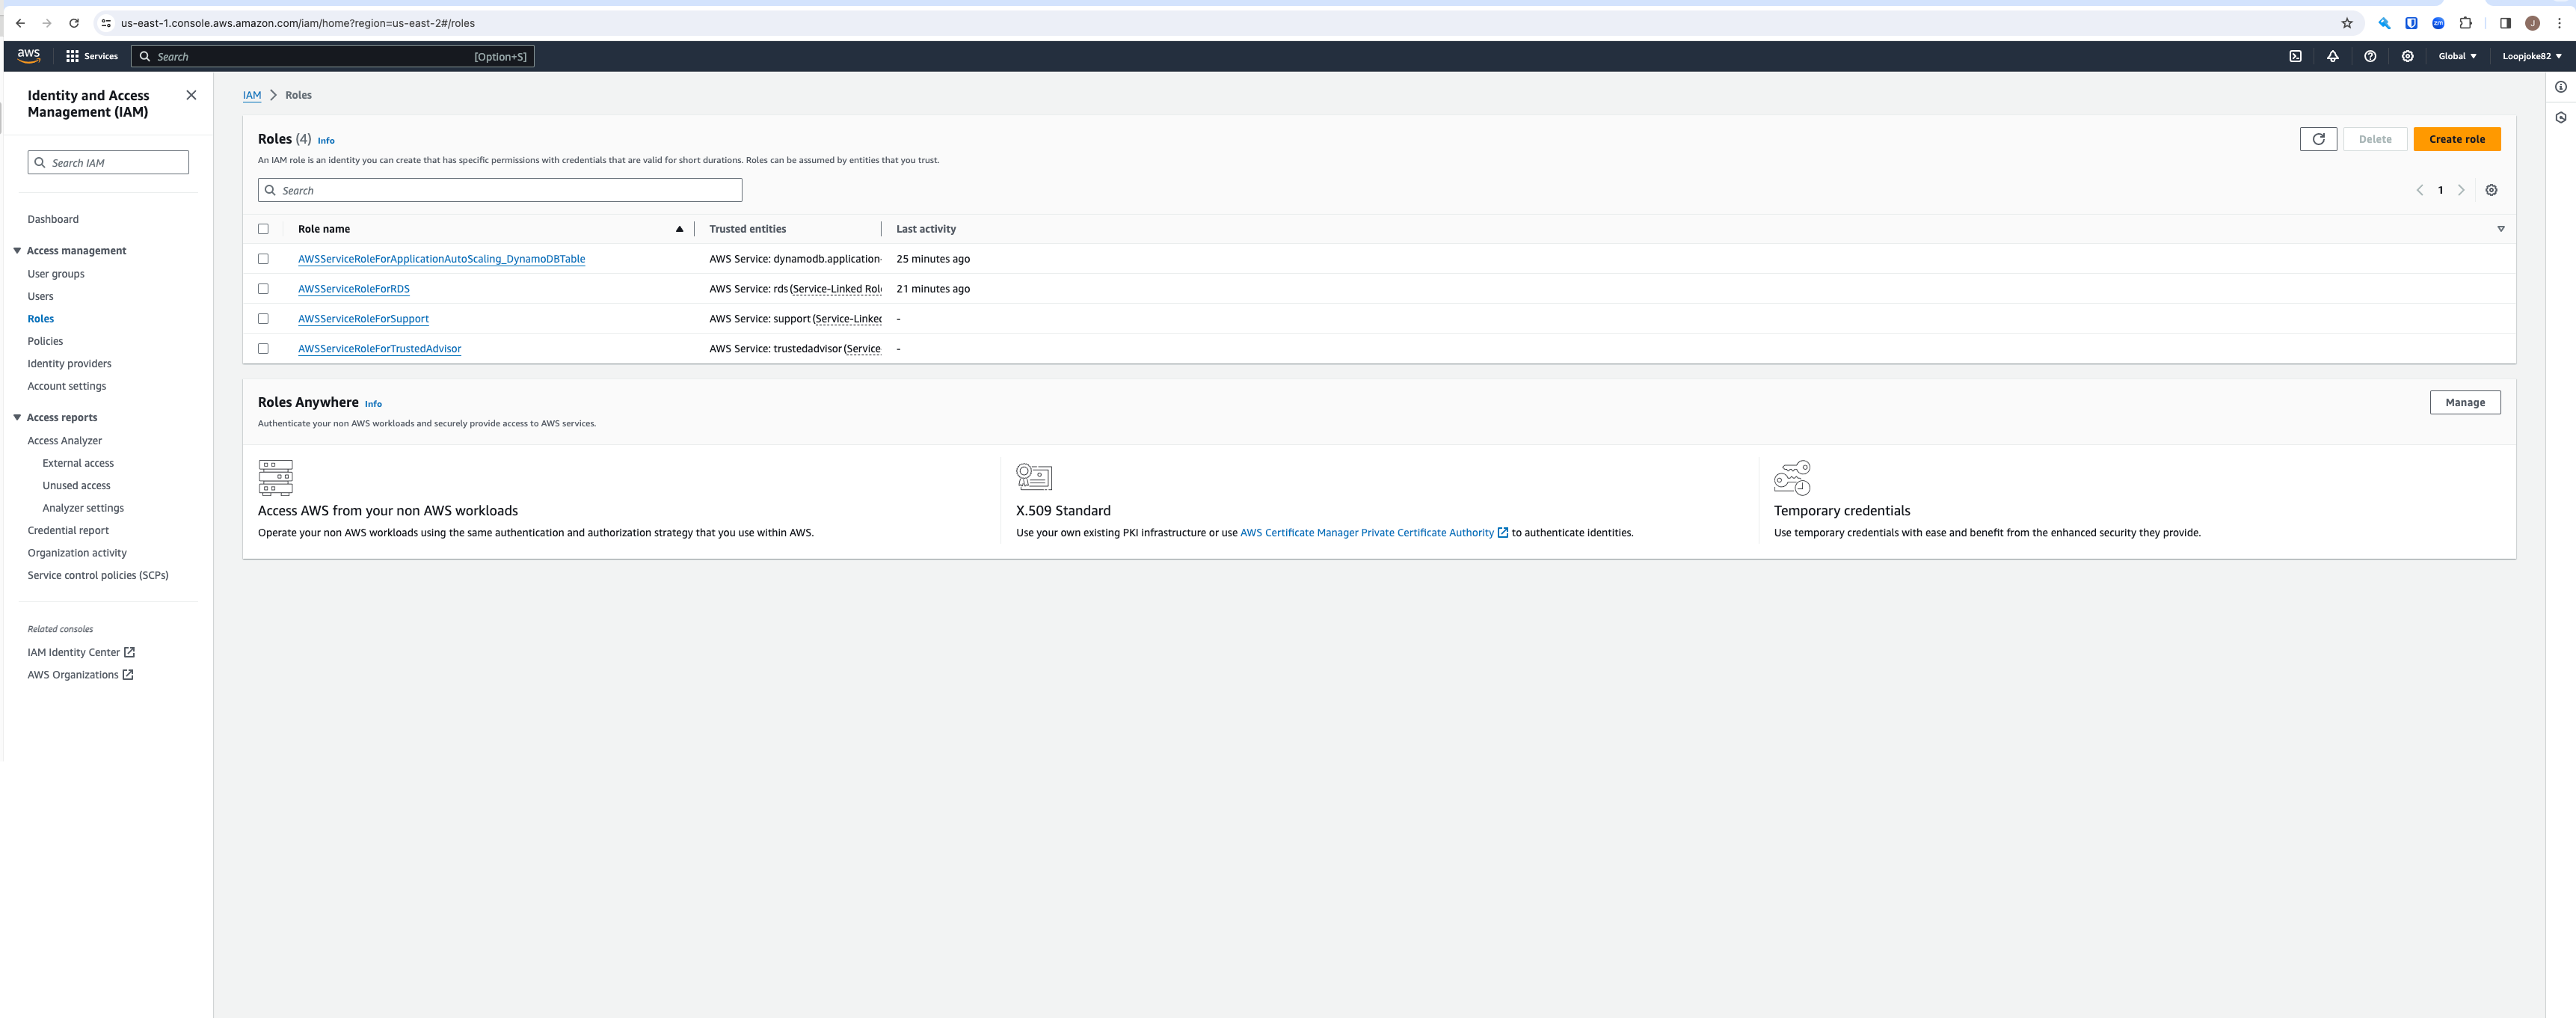 us-east-1.console.aws.amazon.com/iam/home?region=us-east-2#/roles
zm
J
aws
Services
Search
[Option+S]
Global
Loopjoke82
Identity and Access
Management (IAM)
Search IAM
Dashboard
Access management
User groups
Users
Roles
Policies
Identity providers
Account settings
Access reports
Access Analyzer
External access
Unused access
Analyzer settings
Credential report
Organization activity
Service control policies (SCPs)
Related consoles
IAM Identity Center
AWS Organizations
IAM
Roles
Roles (4) Info
An IAM role is an identity you can create that has specific permissions with credentials that are valid for short durations. Roles can be assumed by entities that you trust.
Delete
Create role
Search
1
Role name
Trusted entities
Last activity
AWSServiceRoleForApplicationAutoScaling_DynamoDBTable
AWS Service: dynamodb.application-
25 minutes ago
AWSServiceRoleForRDS
AWS Service: rds (Service-Linked Role
21 minutes ago
AWSServiceRoleForSupport
AWS Service: support (Service-Linked
-
AWSServiceRoleForTrustedAdvisor
AWS Service: trustedadvisor (Service
-
Roles Anywhere Info
Authenticate your non AWS workloads and securely provide access to AWS services.
Manage
Access AWS from your non AWS workloads
Operate your non AWS workloads using the same authentication and authorization strategy that you use within AWS.
X.509 Standard
Use your own existing PKI infrastructure or use AWS Certificate Manager Private Certificate Authority to authenticate identities.
Temporary credentials
Use temporary credentials with ease and benefit from the enhanced security they provide.